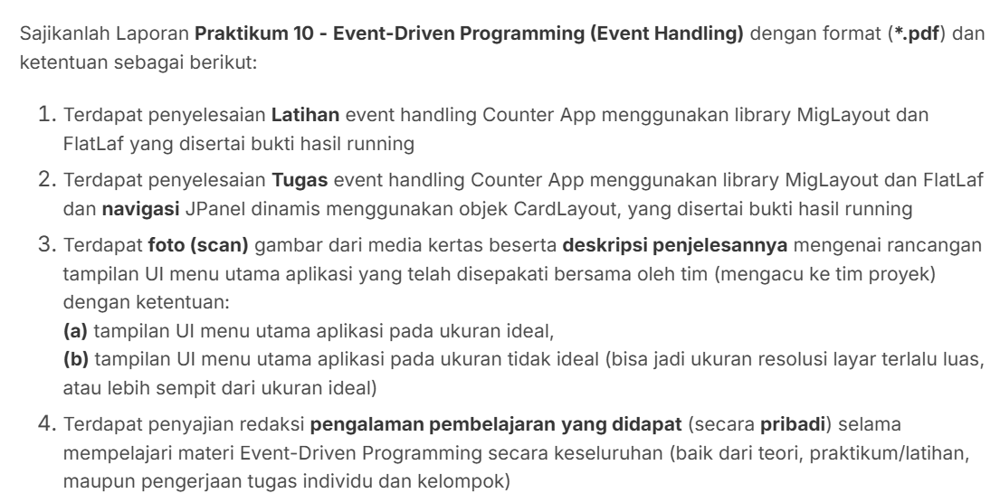 Sajikanlah Laporan Praktikum 10 - Event-Driven Programming (Event Handling) dengan format (*.pdf) dan
ketentuan sebagai berikut:
1. Terdapat penyelesaian Latihan event handling Counter App menggunakan library MigLayout dan
FlatLaf yang disertai bukti hasil running
2. Terdapat penyelesaian Tugas event handling Counter App menggunakan library MigLayout dan FlatLaf
dan navigasi JPanel dinamis menggunakan objek CardLayout, yang disertai bukti hasil running
3. Terdapat foto (scan) gambar dari media kertas beserta deskripsi penjelesannya mengenai rancangan
tampilan UI menu utama aplikasi yang telah disepakati bersama oleh tim (mengacu ke tim proyek)
dengan ketentuan:
(a) tampilan UI menu utama aplikasi pada ukuran ideal,
(b) tampilan UI menu utama aplikasi pada ukuran tidak ideal (bisa jadi ukuran resolusi layar terlalu luas,
atau lebih sempit dari ukuran ideal)
4. Terdapat penyajian redaksi pengalaman pembelajaran yang didapat (secara pribadi) selama
mempelajari materi Event-Driven Programming secara keseluruhan (baik dari teori, praktikum/latihan,
maupun pengerjaan tugas individu dan kelompok)